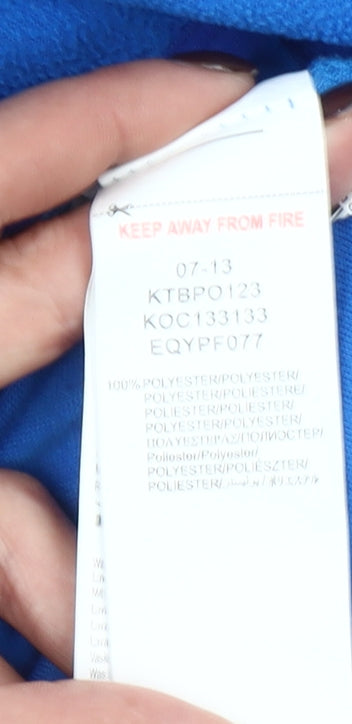 KEEP AWAY FROM FIRE
07-13
KTBPO123
KOC133133
EQYPF077
100% POLYESTER/POLYESTER/
POLYESTER/POLIESTERE/
POLIESTER/POLIESTER/
POLYESTER/POLYESTER/
ΠΟΛΥΕΣΤΕΡΑΣ/ПОЛИЭСТЕР/
Poliester/Polyester/
POLYESTER/POLIÉSZTER/
POLIESTER/